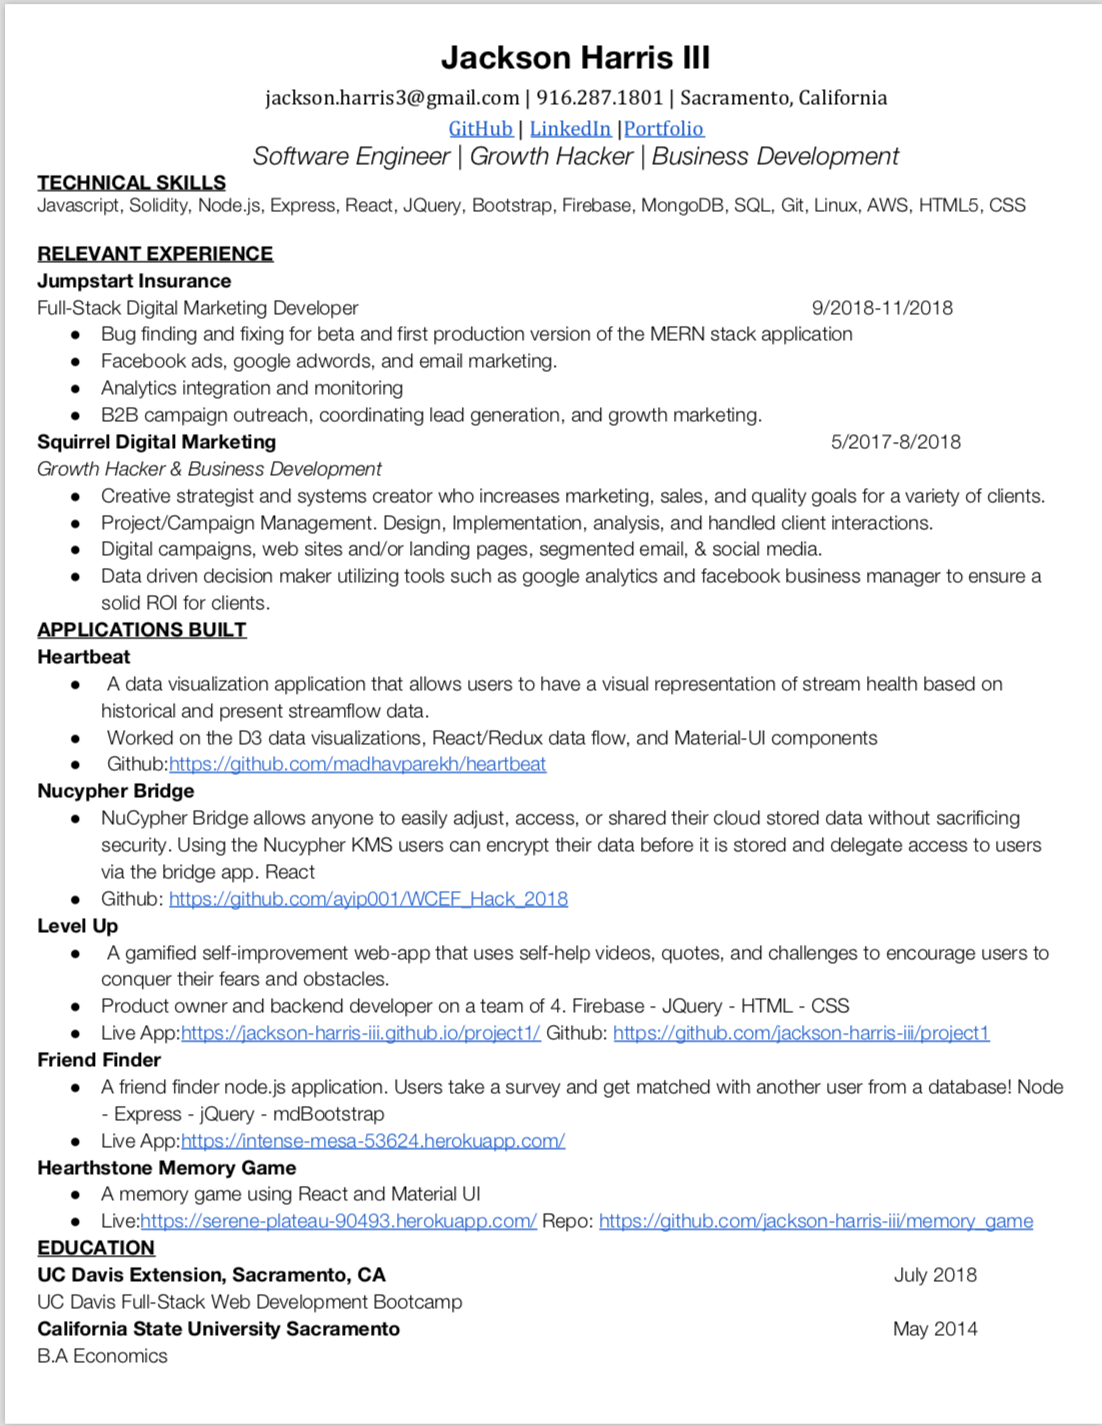 Jackson Harris III
jackson.harris3@gmail.com | 916.287.1801 | Sacramento, California
GitHub | LinkedIn |Portfolio
Software Engineer | Growth Hacker | Business Development
TECHNICAL SKILLS
Javascript, Solidity, Node.js, Express, React, JQuery, Bootstrap, Firebase, MongoDB, SQL, Git, Linux, AWS, HTML5, CSS
RELEVANT EXPERIENCE
Jumpstart Insurance
Full-Stack Digital Marketing Developer 9/2018-11/2018
● Bug finding and fixing for beta and first production version of the MERN stack application
● Facebook ads, google adwords, and email marketing.
● Analytics integration and monitoring
● B2B campaign outreach, coordinating lead generation, and growth marketing.
Squirrel Digital Marketing 5/2017-8/2018
Growth Hacker & Business Development
● Creative strategist and systems creator who increases marketing, sales, and quality goals for a variety of clients.
● Project/Campaign Management. Design, Implementation, analysis, and handled client interactions.
● Digital campaigns, web sites and/or landing pages, segmented email, & social media.
● Data driven decision maker utilizing tools such as google analytics and facebook business manager to ensure a
solid ROI for clients.
APPLICATIONS BUILT
Heartbeat
● A data visualization application that allows users to have a visual representation of stream health based on
historical and present streamflow data.
● Worked on the D3 data visualizations, React/Redux data flow, and Material-UI components
● Github:https://github.com/madhavparekh/heartbeat
Nucypher Bridge
● NuCypher Bridge allows anyone to easily adjust, access, or shared their cloud stored data without sacrificing
security. Using the Nucypher KMS users can encrypt their data before it is stored and delegate access to users
via the bridge app. React
● Github: https://github.com/ayip001/WCEF_Hack_2018
Level Up
● A gamified self-improvement web-app that uses self-help videos, quotes, and challenges to encourage users to
conquer their fears and obstacles.
● Product owner and backend developer on a team of 4. Firebase - JQuery - HTML - CSS
● Live App:https://jackson-harris-iii.github.io/project1/ Github: https://github.com/jackson-harris-iii/project1
Friend Finder
● A friend finder node.js application. Users take a survey and get matched with another user from a database! Node
- Express - jQuery - mdBootstrap
● Live App:https://intense-mesa-53624.herokuapp.com/
Hearthstone Memory Game
● A memory game using React and Material UI
● Live:https://serene-plateau-90493.herokuapp.com/ Repo: https://github.com/jackson-harris-iii/memory_game
EDUCATION
UC Davis Extension, Sacramento, CA July 2018
UC Davis Full-Stack Web Development Bootcamp
California State University Sacramento May 2014
B.A Economics